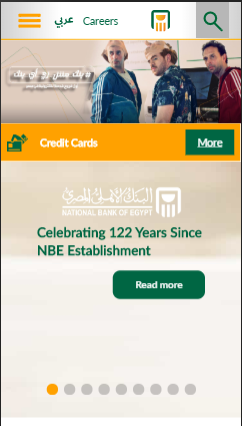 عربي Careers
Credit Cards More
البنك الأهلي المصري
NATIONAL BANK OF EGYPT
Celebrating 122 Years Since
NBE Establishment
Read more